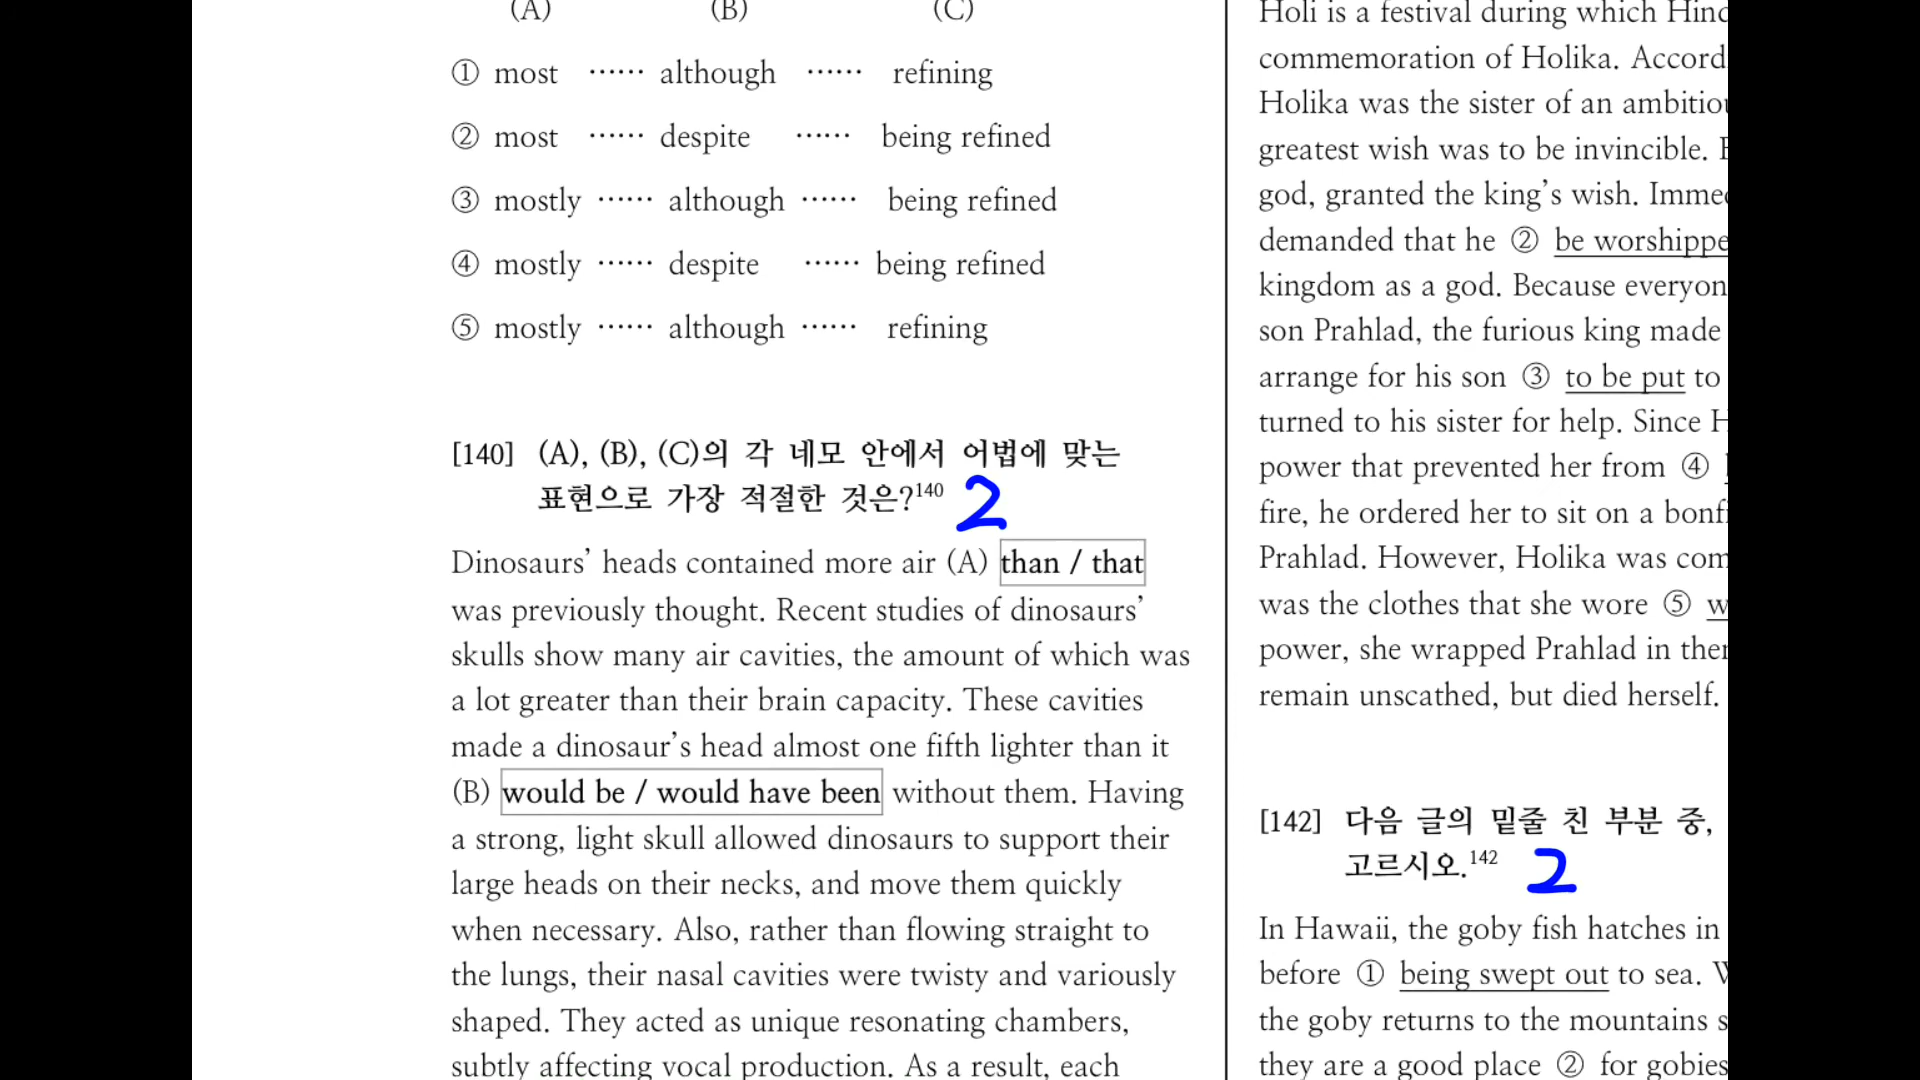 (A) (B) (C)
① most ······ although ······ refining
② most ······ despite ······ being refined
③ mostly ······ although ······ being refined
④ mostly ······ despite ······ being refined
⑤ mostly ······ although ······ refining
[140] (A), (B), (C)의 각 네모 안에서 어법에 맞는
표현으로 가장 적절한 것은?140 2
Dinosaurs’ heads contained more air (A) than / that
was previously thought. Recent studies of dinosaurs’
skulls show many air cavities, the amount of which was
a lot greater than their brain capacity. These cavities
made a dinosaur’s head almost one fifth lighter than it
(B) would be / would have been without them. Having
a strong, light skull allowed dinosaurs to support their
large heads on their necks, and move them quickly
when necessary. Also, rather than flowing straight to
the lungs, their nasal cavities were twisty and variously
shaped. They acted as unique resonating chambers,
subtly affecting vocal production. As a result, each
Holi is a festival during which
commemoration of Holika.
Holika was the sister of an
greatest wish was to be invincible.
god, granted the king’s wish.
demanded that he ② be
kingdom as a god. Because
son Prahlad, the furious king made
arrange for his son ③ to be put to
turned to his sister for help. Since
power that prevented her from ④
fire, he ordered her to sit on a
Prahlad. However, Holika was
was the clothes that she wore ⑤
power, she wrapped Prahlad in
remain unscathed, but died herself.
[142] 다음 글의 밑줄 친 부분 중,
고르시오.142 2
In Hawaii, the goby fish hatches in
before ① being swept out to sea.
the goby returns to the mountains
they are a good place ② for gobies